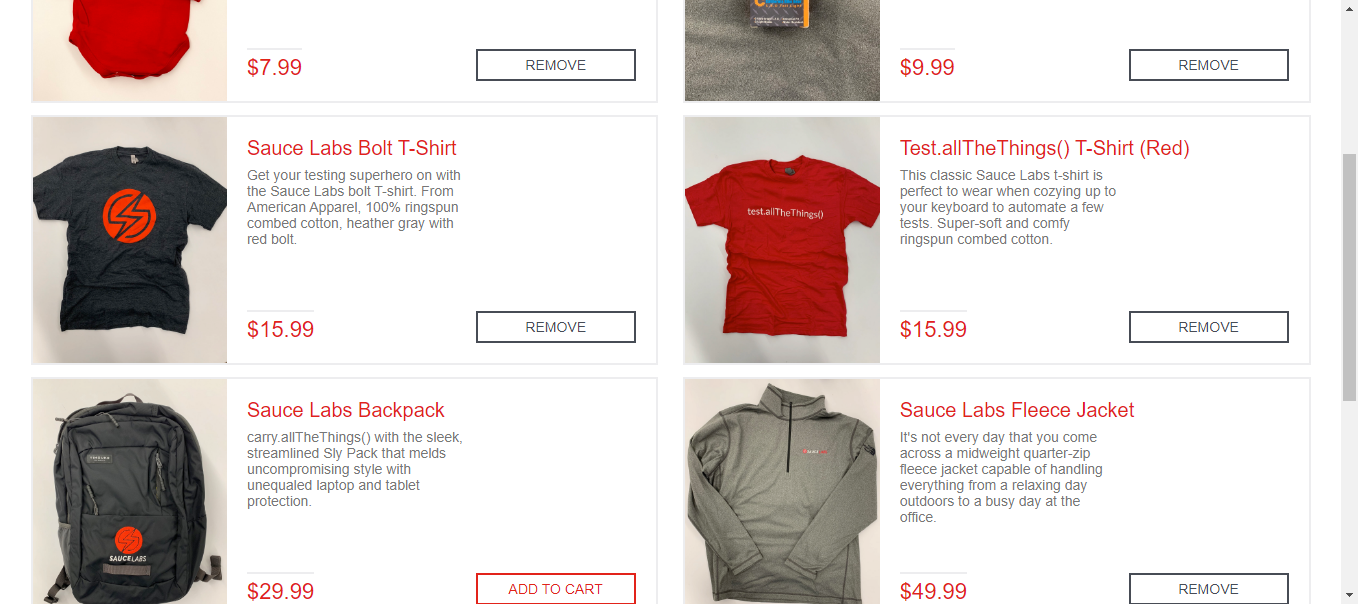 $7.99
REMOVE
$9.99
REMOVE
Sauce Labs Bolt T-Shirt
Get your testing superhero on with
the Sauce Labs bolt T-shirt. From
American Apparel, 100% ringspun
combed cotton, heather gray with
red bolt.
$15.99
REMOVE
test.allTheThings()
Test.allTheThings() T-Shirt (Red)
This classic Sauce Labs t-shirt is
perfect to wear when cozying up to
your keyboard to automate a few
tests. Super-soft and comfy
ringspun combed cotton.
$15.99
REMOVE
SAUCELABS
Sauce Labs Backpack
carry.allTheThings() with the sleek,
streamlined Sly Pack that melds
uncompromising style with
unequaled laptop and tablet
protection.
$29.99
ADD TO CART
Sauce Labs Fleece Jacket
It's not every day that you come
across a midweight quarter-zip
fleece jacket capable of handling
everything from a relaxing day
outdoors to a busy day at the
office.
$49.99
REMOVE